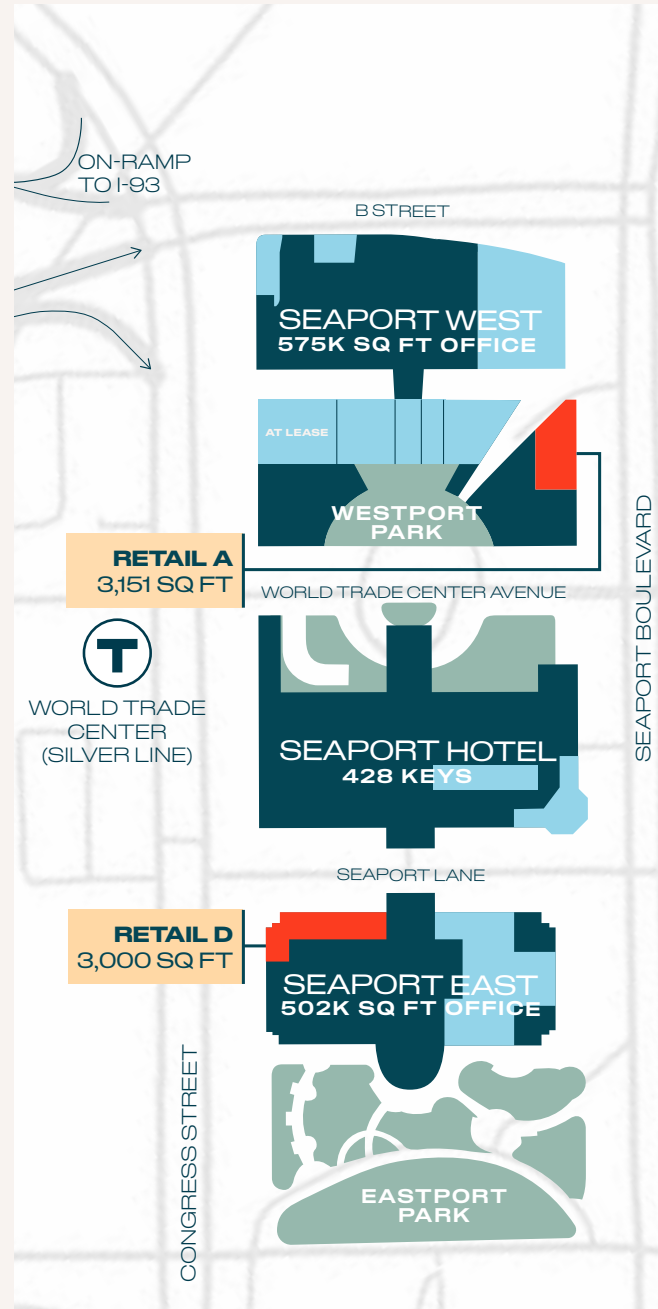 ON-RAMP
TO I-93
B STREET
SEAPORT WEST
575K SQ FT OFFICE
AT LEASE
WESTPORT
PARK
RETAIL A
3,151 SQ FT
WORLD TRADE CENTER AVENUE
SEAPORT BOULEVARD
T
WORLD TRADE
CENTER
(SILVER LINE)
SEAPORT HOTEL
428 KEYS
SEAPORT LANE
RETAIL D
3,000 SQ FT
SEAPORT EAST
502K SQ FT OFFICE
CONGRESS STREET
EASTPORT
PARK